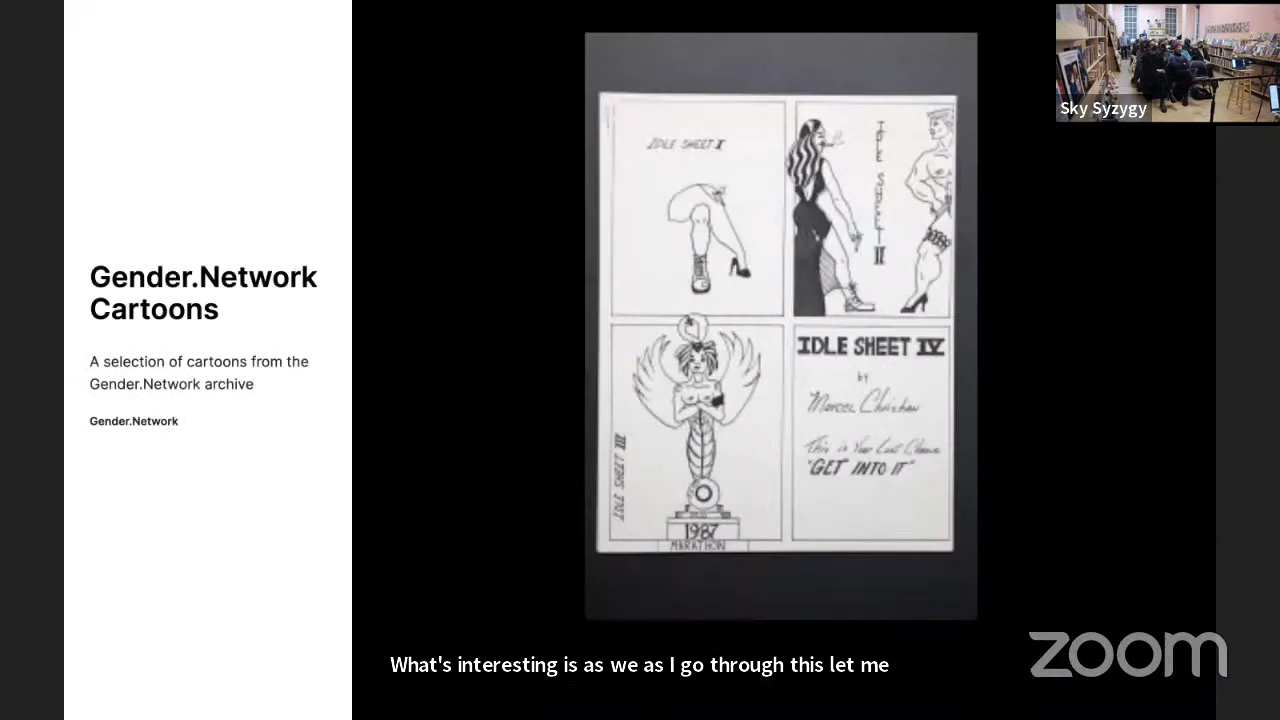 Gender.Network
Cartoons
A selection of cartoons from the
Gender.Network archive
Gender.Network
IDLE SHEET I
IDLE SHEET II
IDLE SHEET III
1987
MARATHON
IDLE SHEET IV
by
Marcel Christian
This is Your Last Chance
"GET INTO IT"
Sky Syzygy
What's interesting is as we as I go through this let me
zoom